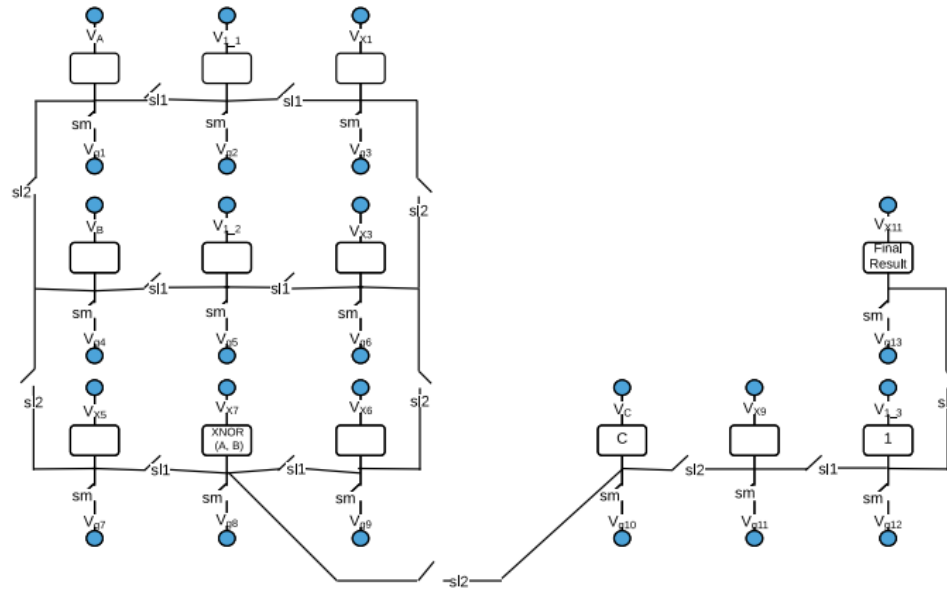 VA V1_1 VX1
sl1 sl1
sm sm sm
Vg1 Vg2 Vg3
sl2 sl2
VB V1_2 VX3 VX11
Final
Result
sl1 sl1
sm sm sm sm
Vg4 Vg5 Vg6 Vg13
sl2 sl2
VX5 VX7 VX6 VC VX9 V1_3
XNOR
(A, B) C 1
sl1 sl1 sl2 sl1
sm sm sm sm sm sm
Vg7 Vg8 Vg9 Vg10 Vg11 Vg12
sl2